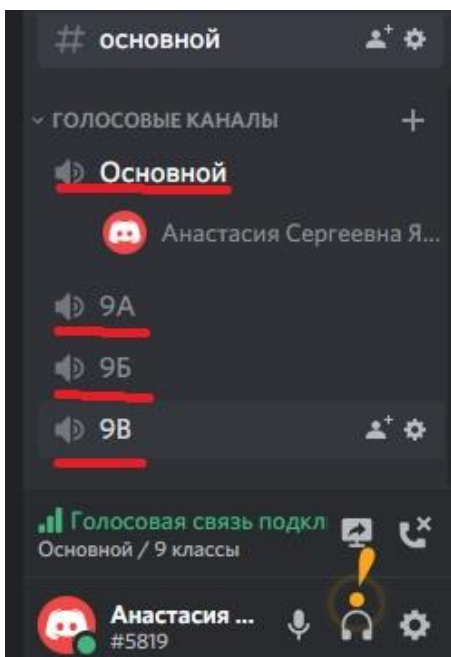 # основной
ГОЛОСОВЫЕ КАНАЛЫ
Основной
Анастасия Сергеевна Я...
9А
9Б
9В
Голосовая связь подкл
Основной / 9 классы
Анастасия ...
#5819